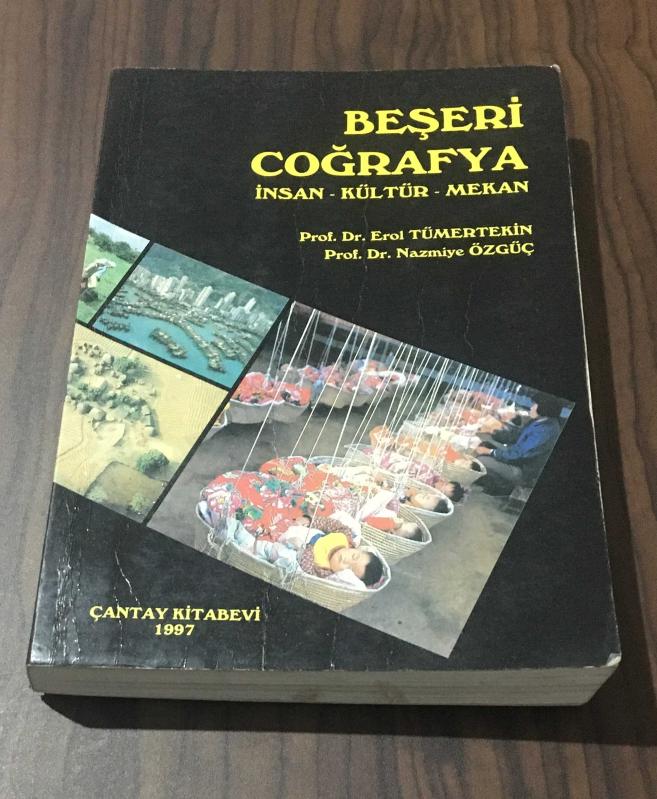 BEŞERİ
COĞRAFYA
İNSAN - KÜLTÜR - MEKAN
Prof. Dr. Erol TÜMERTEKİN
Prof. Dr. Nazmiye ÖZGÜÇ
ÇANTAY KİTABEVİ
1997